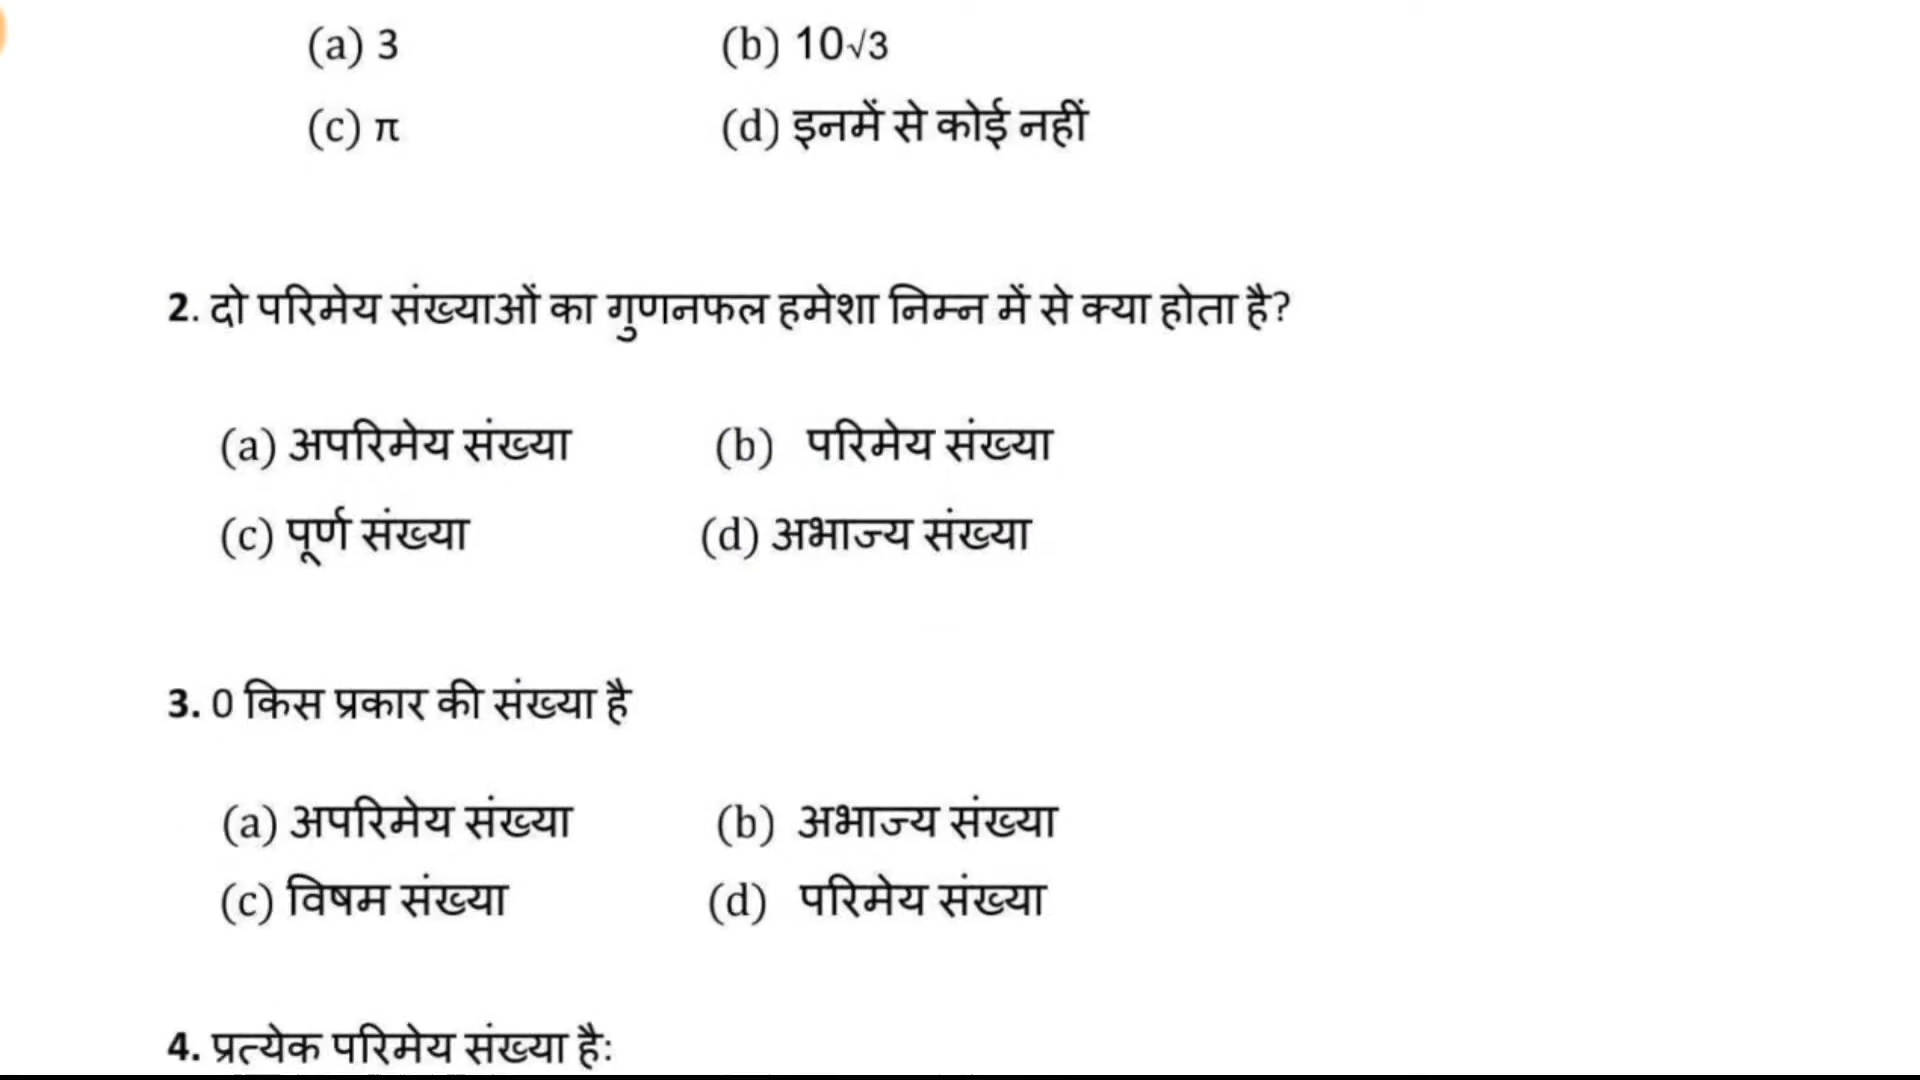 (a) 3 (b) 10√3
(c) π (d) इनमें से कोई नहीं
2. दो परिमेय संख्याओं का गुणनफल हमेशा निम्न में से क्या होता है?
(a) अपरिमेय संख्या (b) परिमेय संख्या
(c) पूर्ण संख्या (d) अभाज्य संख्या
3. 0 किस प्रकार की संख्या है
(a) अपरिमेय संख्या (b) अभाज्य संख्या
(c) विषम संख्या (d) परिमेय संख्या
4. प्रत्येक परिमेय संख्या है: